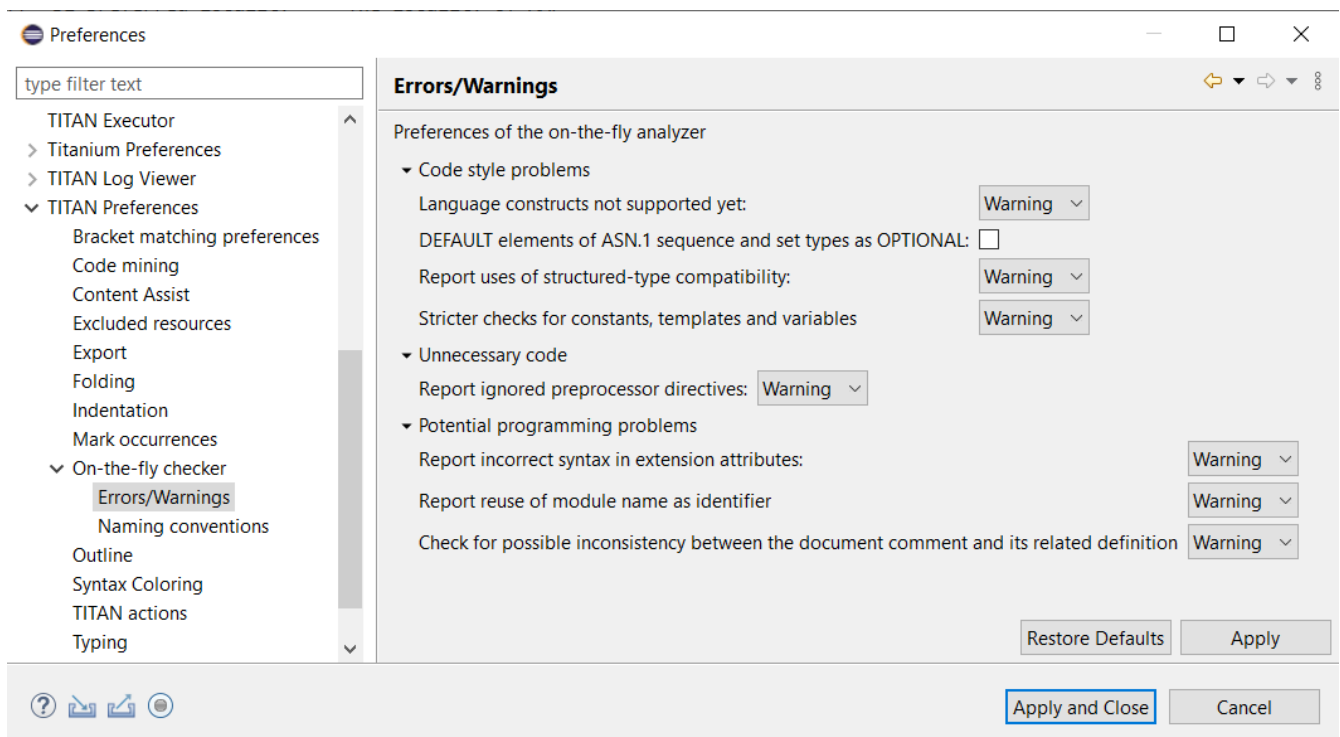 Preferences
type filter text
TITAN Executor
Titanium Preferences
TITAN Log Viewer
TITAN Preferences
Bracket matching preferences
Code mining
Content Assist
Excluded resources
Export
Folding
Indentation
Mark occurrences
On-the-fly checker
Errors/Warnings
Naming conventions
Outline
Syntax Coloring
TITAN actions
Typing
Errors/Warnings
Preferences of the on-the-fly analyzer
Code style problems
Language constructs not supported yet: Warning
DEFAULT elements of ASN.1 sequence and set types as OPTIONAL:
Report uses of structured-type compatibility: Warning
Stricter checks for constants, templates and variables Warning
Unnecessary code
Report ignored preprocessor directives: Warning
Potential programming problems
Report incorrect syntax in extension attributes: Warning
Report reuse of module name as identifier Warning
Check for possible inconsistency between the document comment and its related definition Warning
Restore Defaults Apply
Apply and Close Cancel